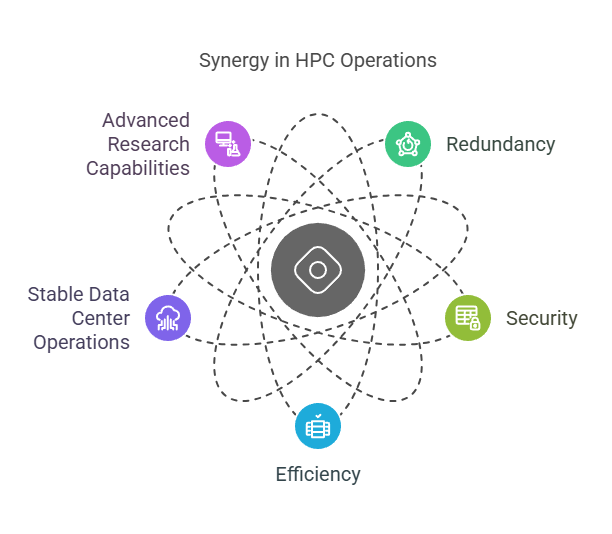 Synergy in HPC Operations
Advanced
Research
Capabilities
Redundancy
Stable Data
Center
Operations
Security
Efficiency